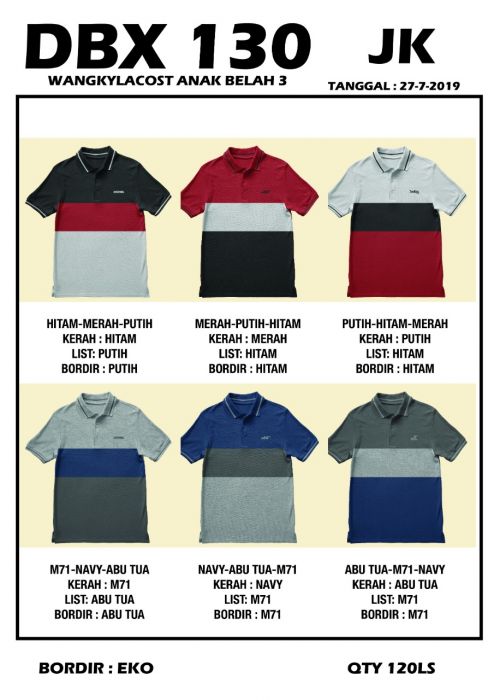 DBX 130
JK
WANGKYLACOST ANAK BELAH 3
TANGGAL : 27-7-2019
HITAM-MERAH-PUTIH
KERAH : HITAM
LIST: PUTIH
BORDIR : PUTIH
MERAH-PUTIH-HITAM
KERAH : MERAH
LIST: HITAM
BORDIR : HITAM
PUTIH-HITAM-MERAH
KERAH : PUTIH
LIST: HITAM
BORDIR : HITAM
M71-NAVY-ABU TUA
KERAH : M71
LIST: ABU TUA
BORDIR : ABU TUA
NAVY-ABU TUA-M71
KERAH : NAVY
LIST : M71
BORDIR : M71
ABU TUA-M71-NAVY
KERAH : ABU TUA
LIST : M71
BORDIR : M71
BORDIR : EKO
QTY 120LS